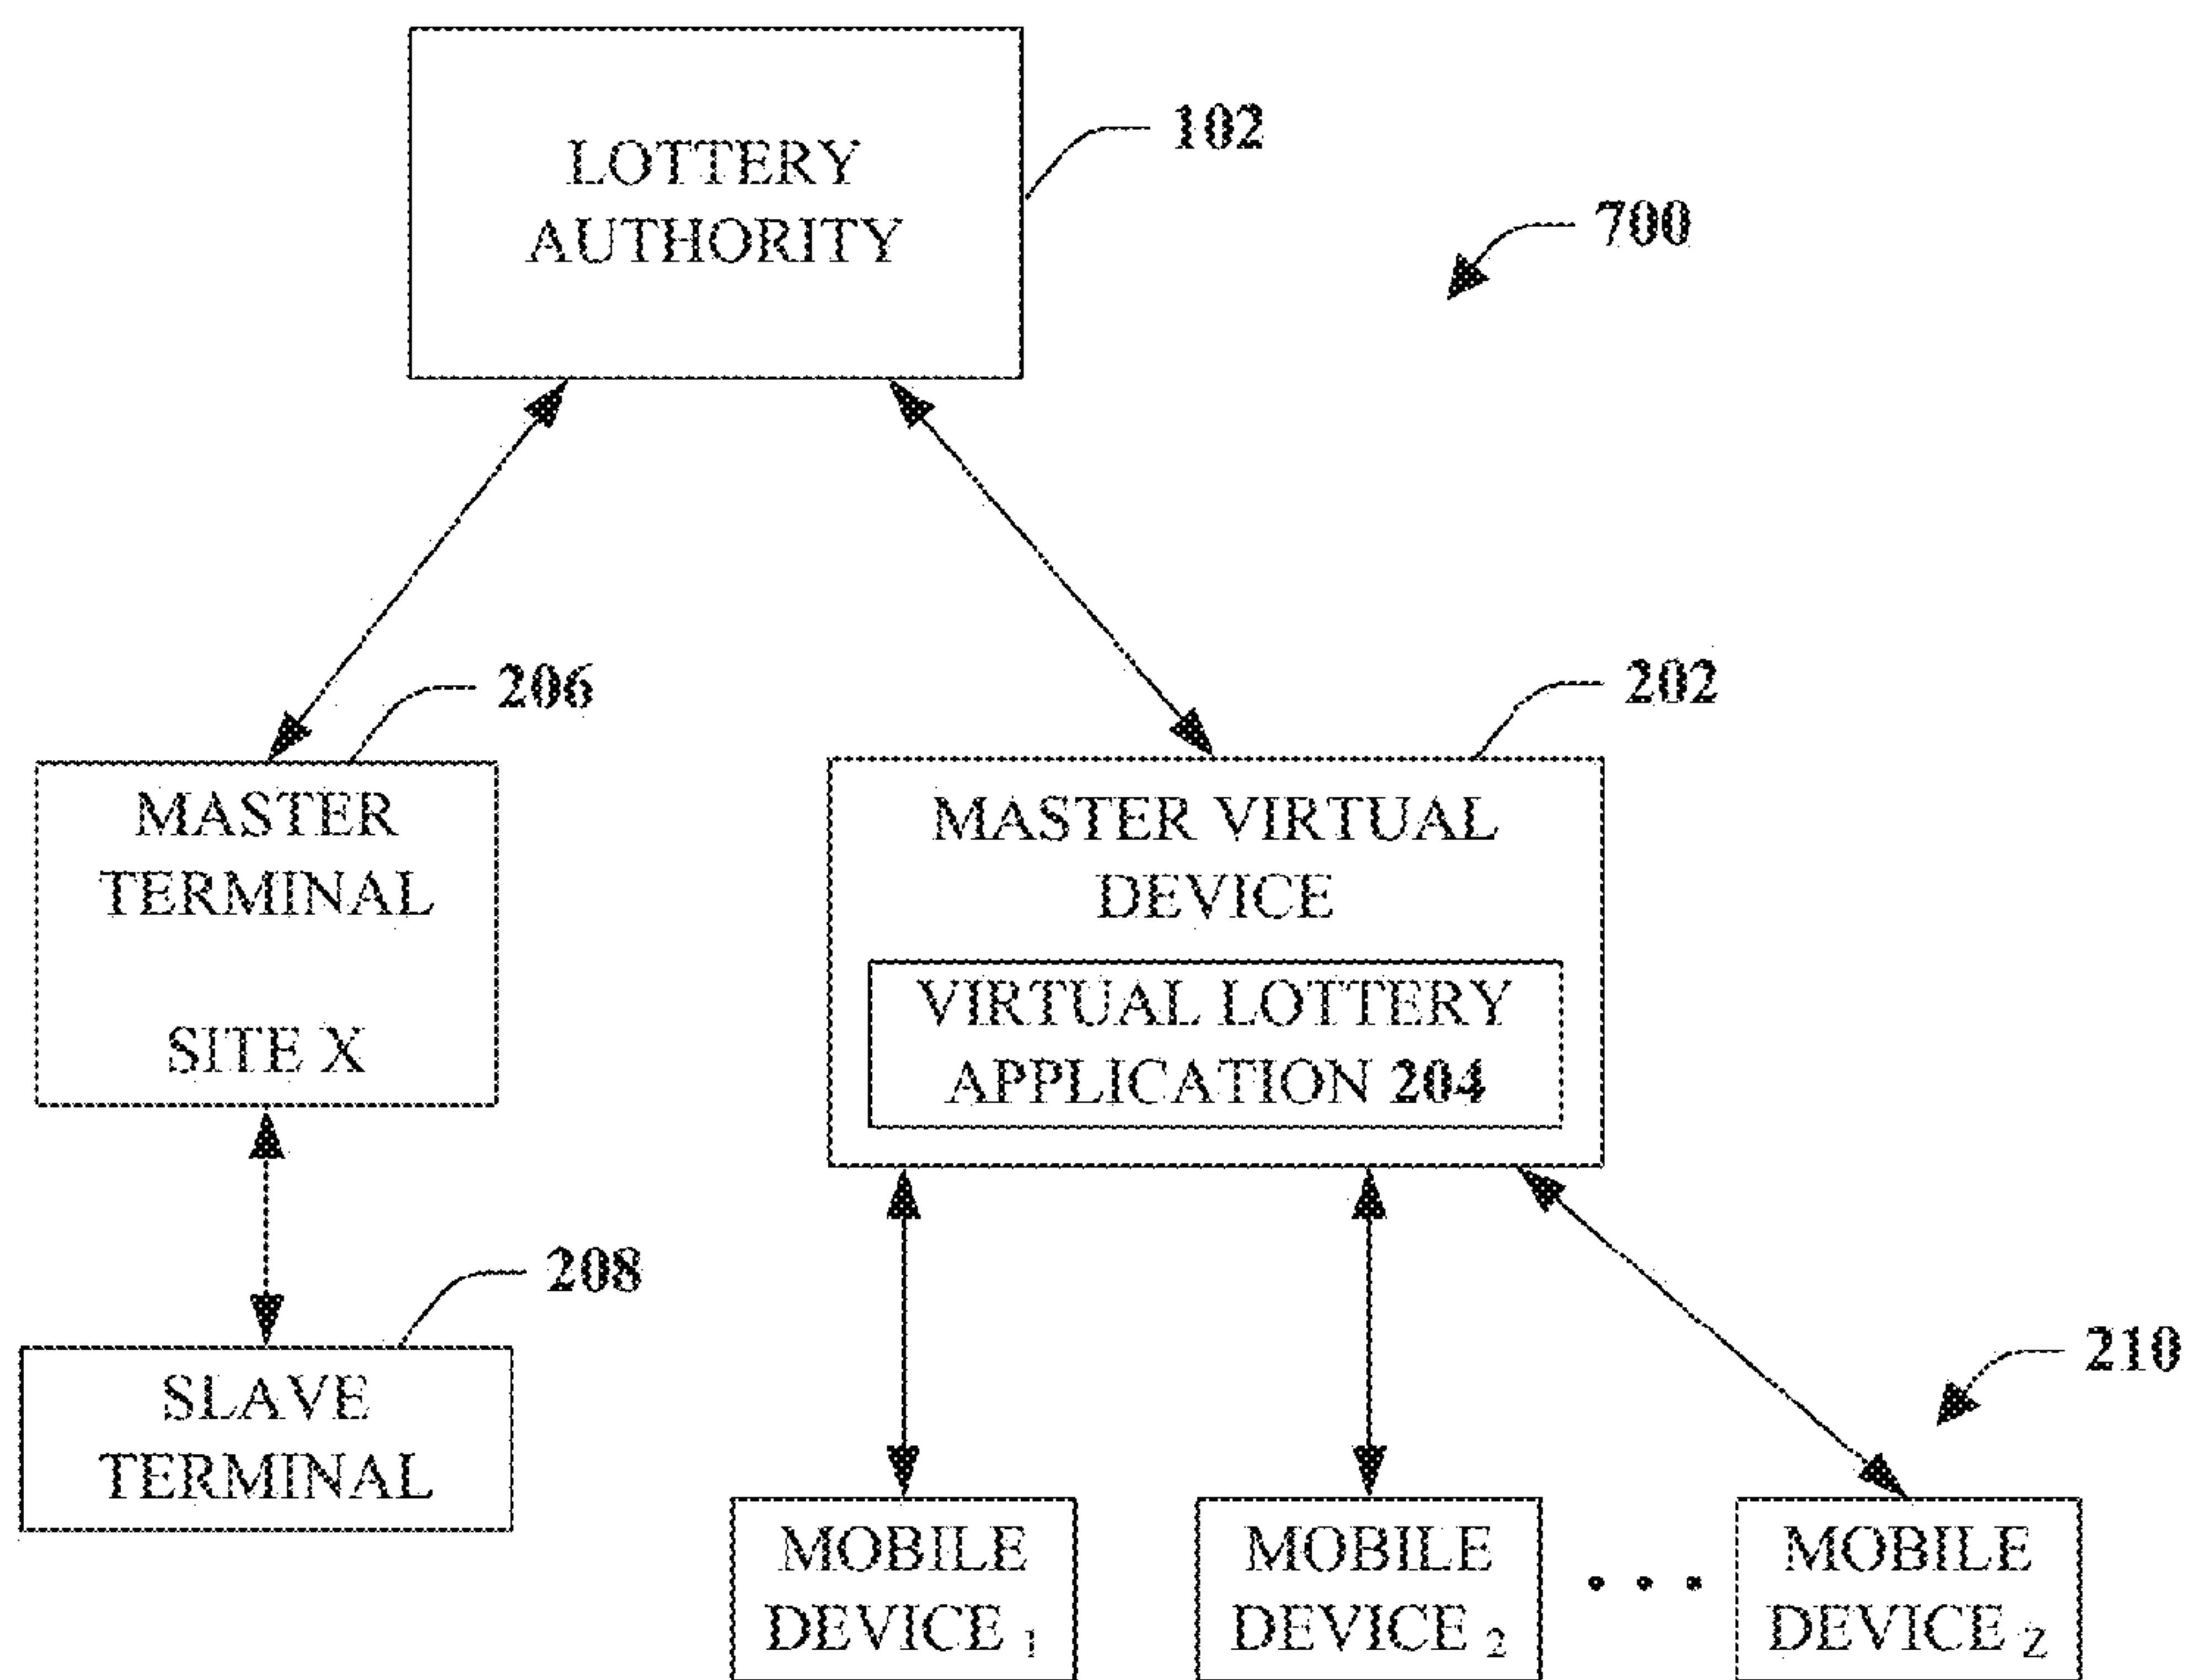 LOTTERY
AUTHORITY
102
700
206
202
MASTER
TERMINAL
SITE X
MASTER VIRTUAL
DEVICE
VIRTUAL LOTTERY
APPLICATION 204
208
SLAVE
TERMINAL
210
MOBILE
DEVICE 1
MOBILE
DEVICE 2
• • •
MOBILE
DEVICE Z